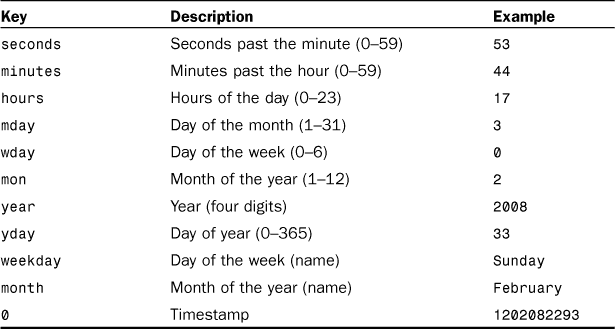 Key Description Example
seconds Seconds past the minute (0–59) 53
minutes Minutes past the hour (0–59) 44
hours Hours of the day (0–23) 17
mday Day of the month (1–31) 3
wday Day of the week (0–6) 0
mon Month of the year (1–12) 2
year Year (four digits) 2008
yday Day of year (0–365) 33
weekday Day of the week (name) Sunday
month Month of the year (name) February
0 Timestamp 1202082293